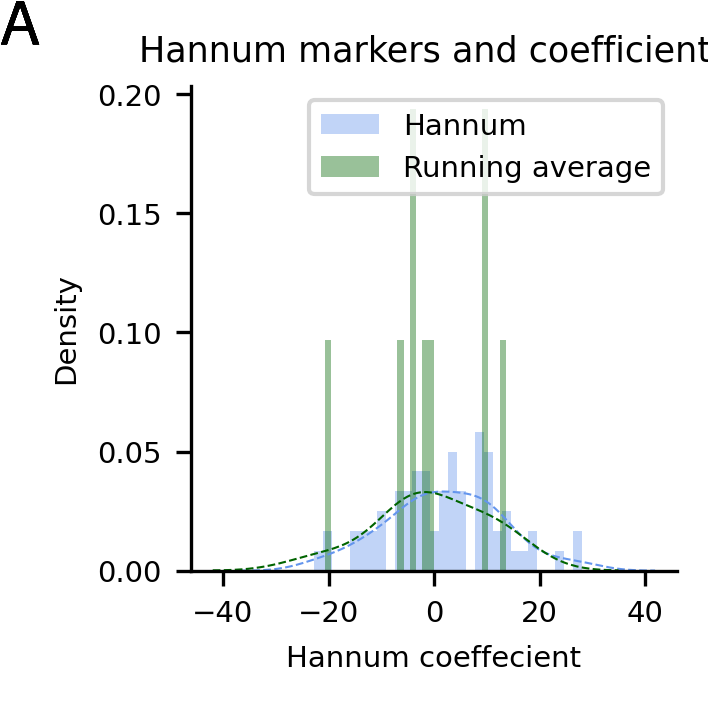 A
Hannum markers and coefficient
0.20
0.15
0.10
0.05
0.00
Density
Hannum
Running average
−40 −20 0 20 40
Hannum coeffecient